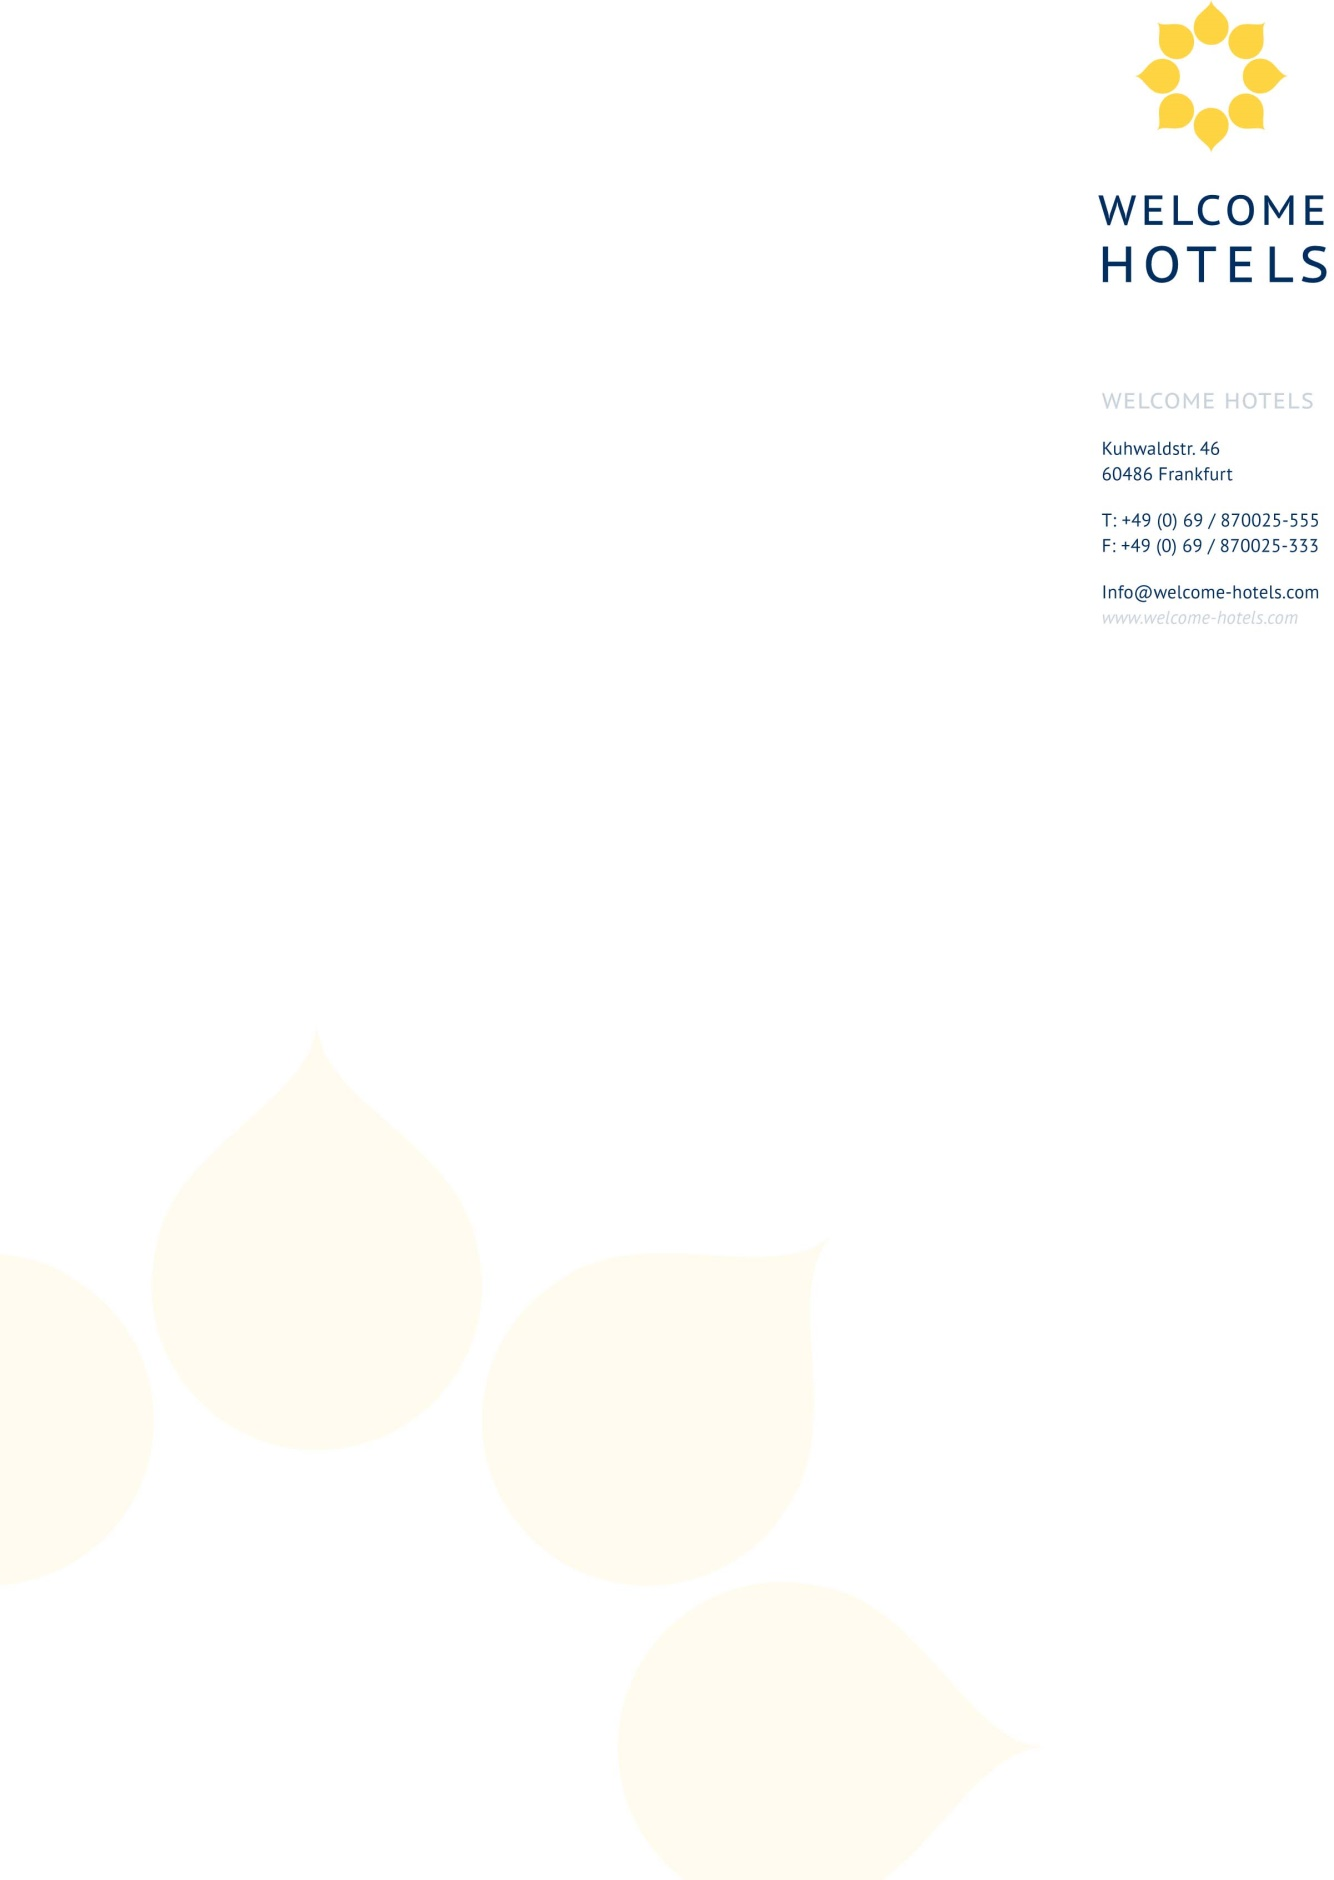 WELCOME
HOTELS
WELCOME HOTELS
Kuhwaldstr. 46
60486 Frankfurt
T: +49 (0) 69 / 870025-555
F: +49 (0) 69 / 870025-333
Info@welcome-hotels.com
www.welcome-hotels.com